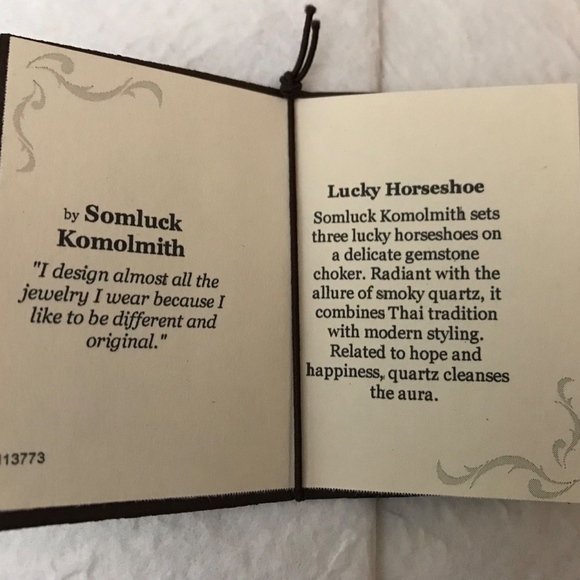 by Somluck
Komolmith
"I design almost all the
jewelry I wear because I
like to be different and
original."
113773
Lucky Horseshoe
Somluck Komolmith sets
three lucky horseshoes on
a delicate gemstone
choker. Radiant with the
allure of smoky quartz, it
combines Thai tradition
with modern styling.
Related to hope and
happiness, quartz cleanses
the aura.